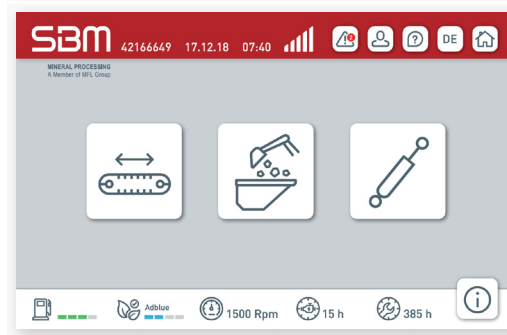 SBM 42166649 17.12.18 07:40 DE
MINERAL PROCESSING
A Member of MFL Group
Adblue 1500 Rpm 15 h 385 h